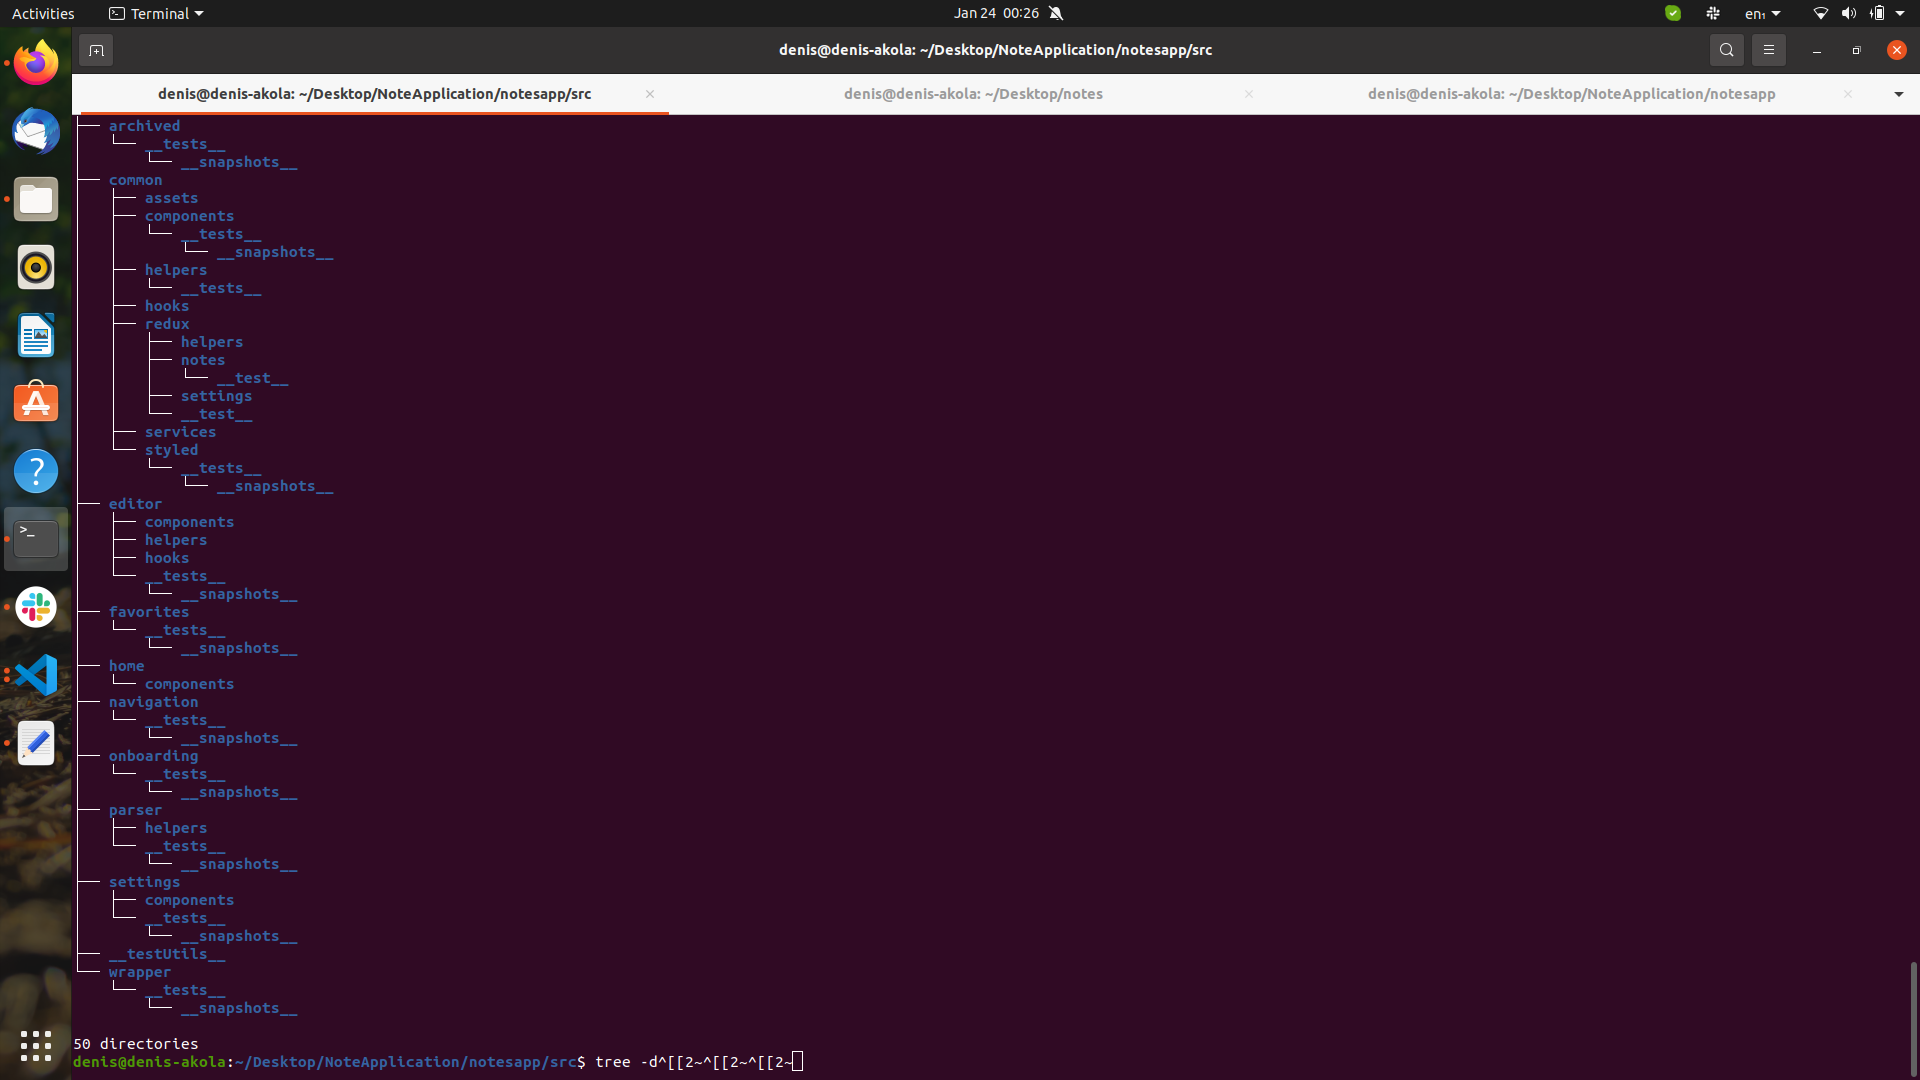 Activities
Terminal
Jan 24 00:26
en₁
denis@denis-akola: ~/Desktop/NoteApplication/notesapp/src
denis@denis-akola: ~/Desktop/NoteApplication/notesapp/src
denis@denis-akola: ~/Desktop/notes
denis@denis-akola: ~/Desktop/NoteApplication/notesapp
├── archived
│   └── __tests__
│       └── __snapshots__
├── common
│   ├── assets
│   ├── components
│   │   └── __tests__
│   │       └── __snapshots__
│   ├── helpers
│   │   └── __tests__
│   ├── hooks
│   ├── redux
│   │   ├── helpers
│   │   ├── notes
│   │   │   └── __test__
│   │   ├── settings
│   │   └── __test__
│   ├── services
│   └── styled
│       └── __tests__
│           └── __snapshots__
├── editor
│   ├── components
│   ├── helpers
│   ├── hooks
│   └── __tests__
│       └── __snapshots__
├── favorites
│   └── __tests__
│       └── __snapshots__
├── home
│   └── components
├── navigation
│   └── __tests__
│       └── __snapshots__
├── onboarding
│   └── __tests__
│       └── __snapshots__
├── parser
│   ├── helpers
│   └── __tests__
│       └── __snapshots__
├── settings
│   ├── components
│   └── __tests__
│       └── __snapshots__
├── __testUtils__
└── wrapper
    └── __tests__
        └── __snapshots__
50 directories
denis@denis-akola:~/Desktop/NoteApplication/notesapp/src$ tree -d^[[2~^[[2~^[[2~